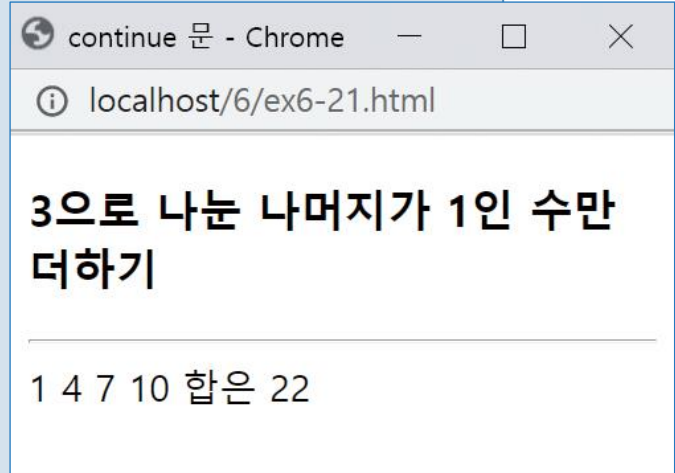 continue 문 - Chrome
localhost/6/ex6-21.html
3으로 나눈 나머지가 1인 수만
더하기
1 4 7 10 합은 22